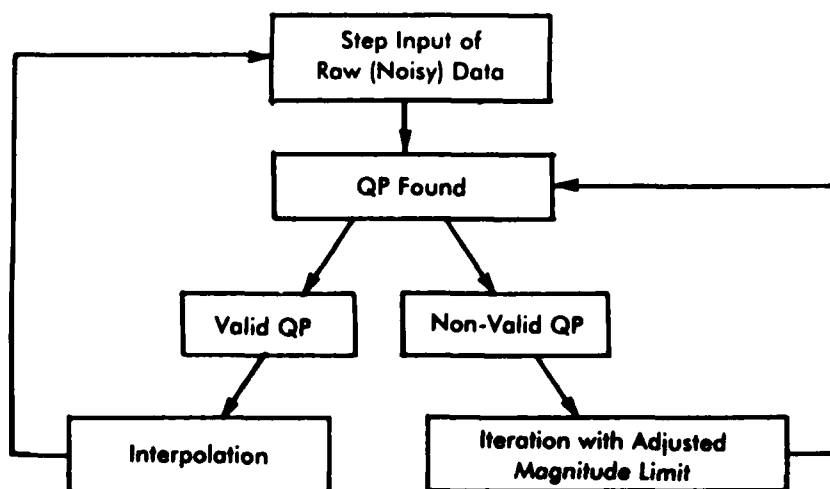 Step Input of
Raw (Noisy) Data
QP Found
Valid QP
Non-Valid QP
Interpolation
Iteration with Adjusted
Magnitude Limit